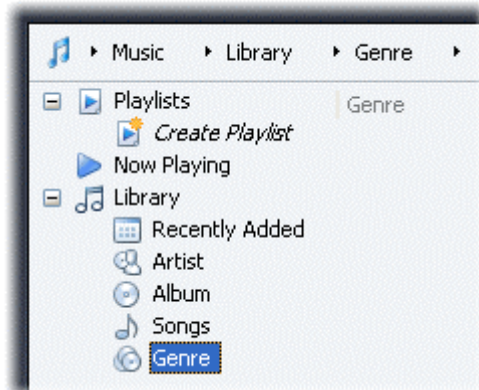 Music Library Genre
Playlists Genre
Create Playlist
Now Playing
Library
Recently Added
Artist
Album
Songs
Genre